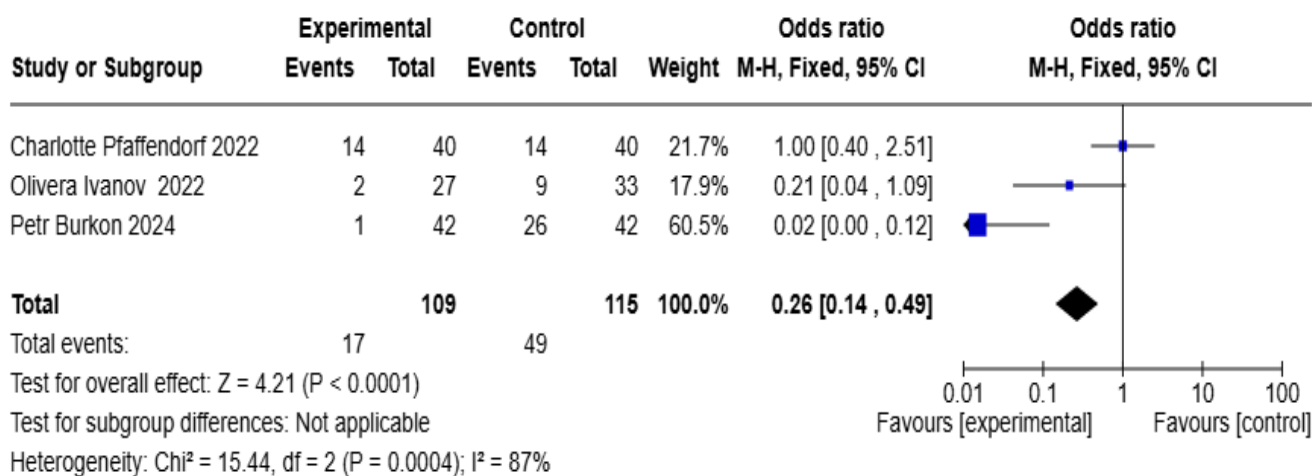 Experimental Control Odds ratio Odds ratio
Study or Subgroup Events Total Events Total Weight M-H, Fixed, 95% CI M-H, Fixed, 95% CI
Charlotte Pfaffendorf 2022 14 40 14 40 21.7% 1.00 [0.40 , 2.51]
Olivera Ivanov 2022 2 27 9 33 17.9% 0.21 [0.04 , 1.09]
Petr Burkon 2024 1 42 26 42 60.5% 0.02 [0.00 , 0.12]
Total 109 115 100.0% 0.26 [0.14 , 0.49]
Total events: 17 49
Test for overall effect: Z = 4.21 (P < 0.0001)
0.01 0.1 1 10 100
Test for subgroup differences: Not applicable
Favours [experimental] Favours [control]
Heterogeneity: Chi² = 15.44, df = 2 (P = 0.0004); I² = 87%